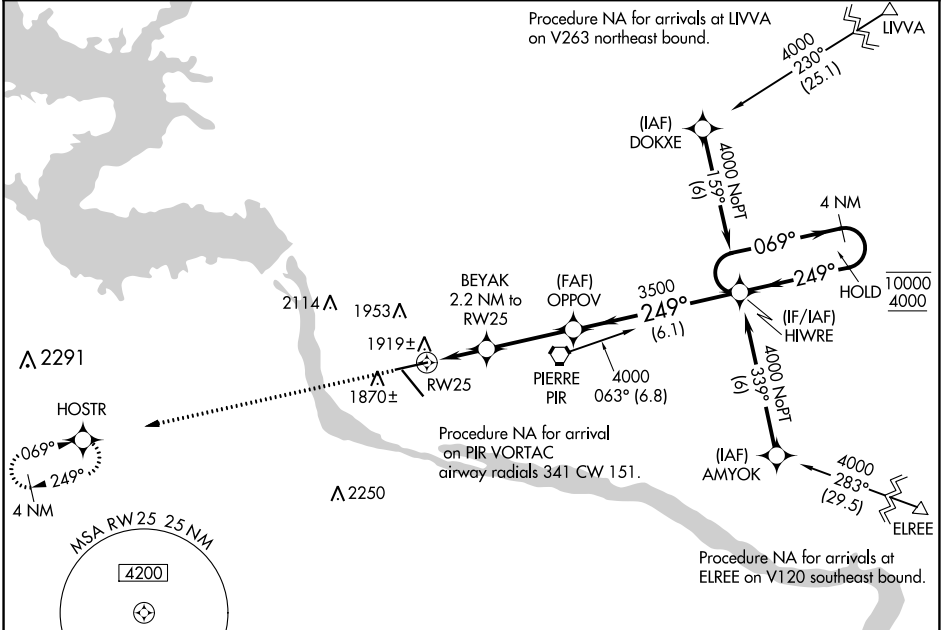 Procedure NA for arrivals at LIVVA
on V263 northeast bound.
LIVVA
4000
230°
(25.1)
(IAF)
DOKXE
4000 NoPT
159°
(6)
4 NM
069°
249°
HOLD
10000
4000
(IF/IAF)
HIWRE
3500
249°
(6.1)
(FAF)
OPPOV
BEYAK
2.2 NM to
RW25
2114
1953
1919±
1870±
RW25
PIERRE
PIR
4000
063° (6.8)
2291
HOSTR
069°
249°
4 NM
Procedure NA for arrival
on PIR VORTAC
airway radials 341 CW 151.
4000 NoPT
339°
(6)
(IAF)
AMYOK
4000
283°
(29.5)
ELREE
2250
Procedure NA for arrivals at
ELREE on V120 southeast bound.
MSA RW25 25 NM
4200